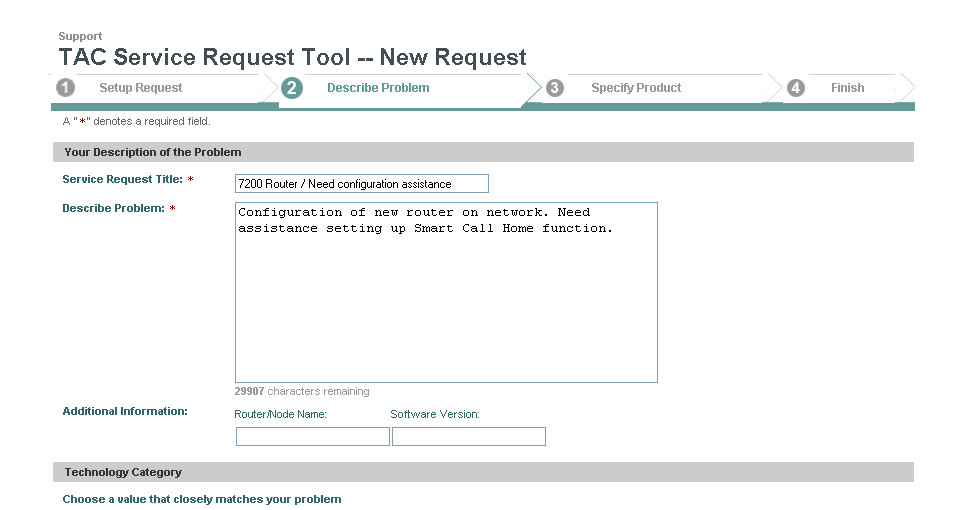 Support
TAC Service Request Tool -- New Request
1 Setup Request 2 Describe Problem 3 Specify Product 4 Finish
A "*" denotes a required field.
Your Description of the Problem
Service Request Title: * 7200 Router / Need configuration assistance
Describe Problem: * Configuration of new router on network. Need
assistance setting up Smart Call Home function.
29907 characters remaining
Additional Information: Router/Node Name: Software Version:
Technology Category
Choose a value that closely matches your problem